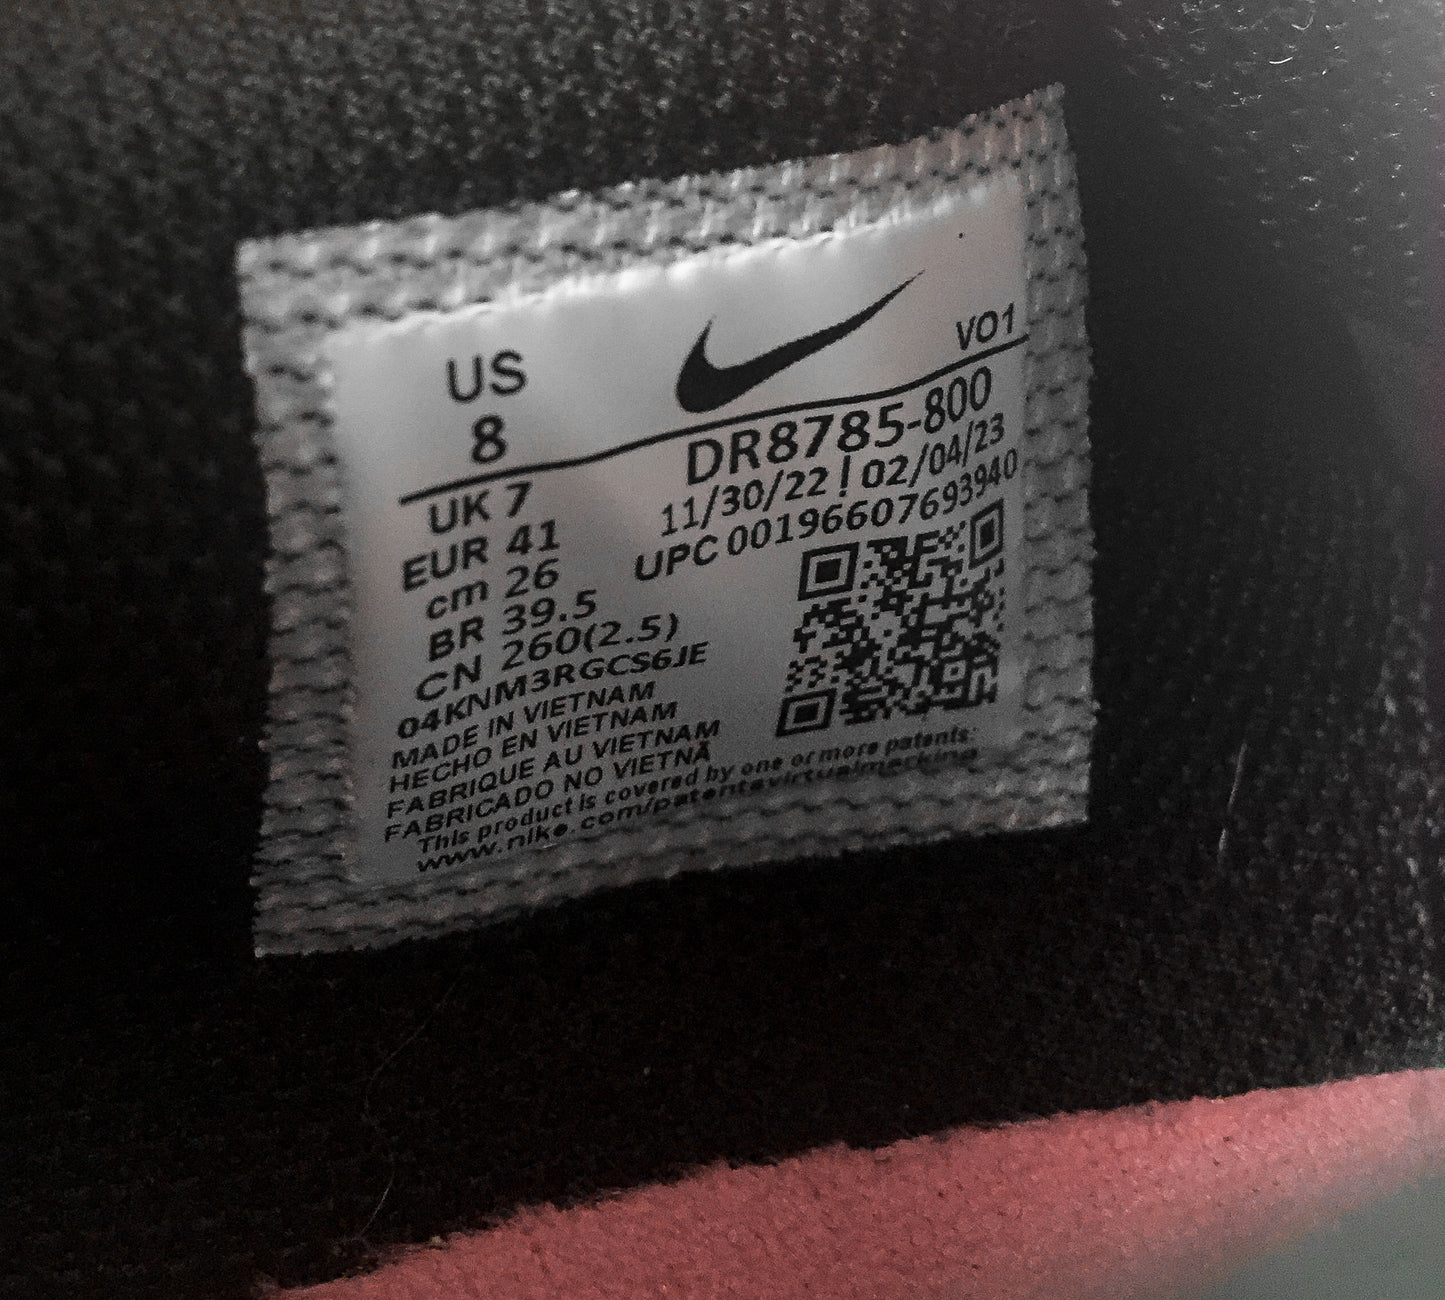 US
8
VO1
UK 7
EUR 41
cm 26
BR 39.5
CN 260(2.5)
DR8785-800
11/30/22 ! 02/04/23
UPC 00196607693940
04KNM3RGCS6JE
MADE IN VIETNAM
HECHO EN VIETNAM
FABRIQUE AU VIETNAM
FABRICADO NO VIETNÃ
This product is covered by one or more patents:
www.nike.com/patentsvirtualmarking